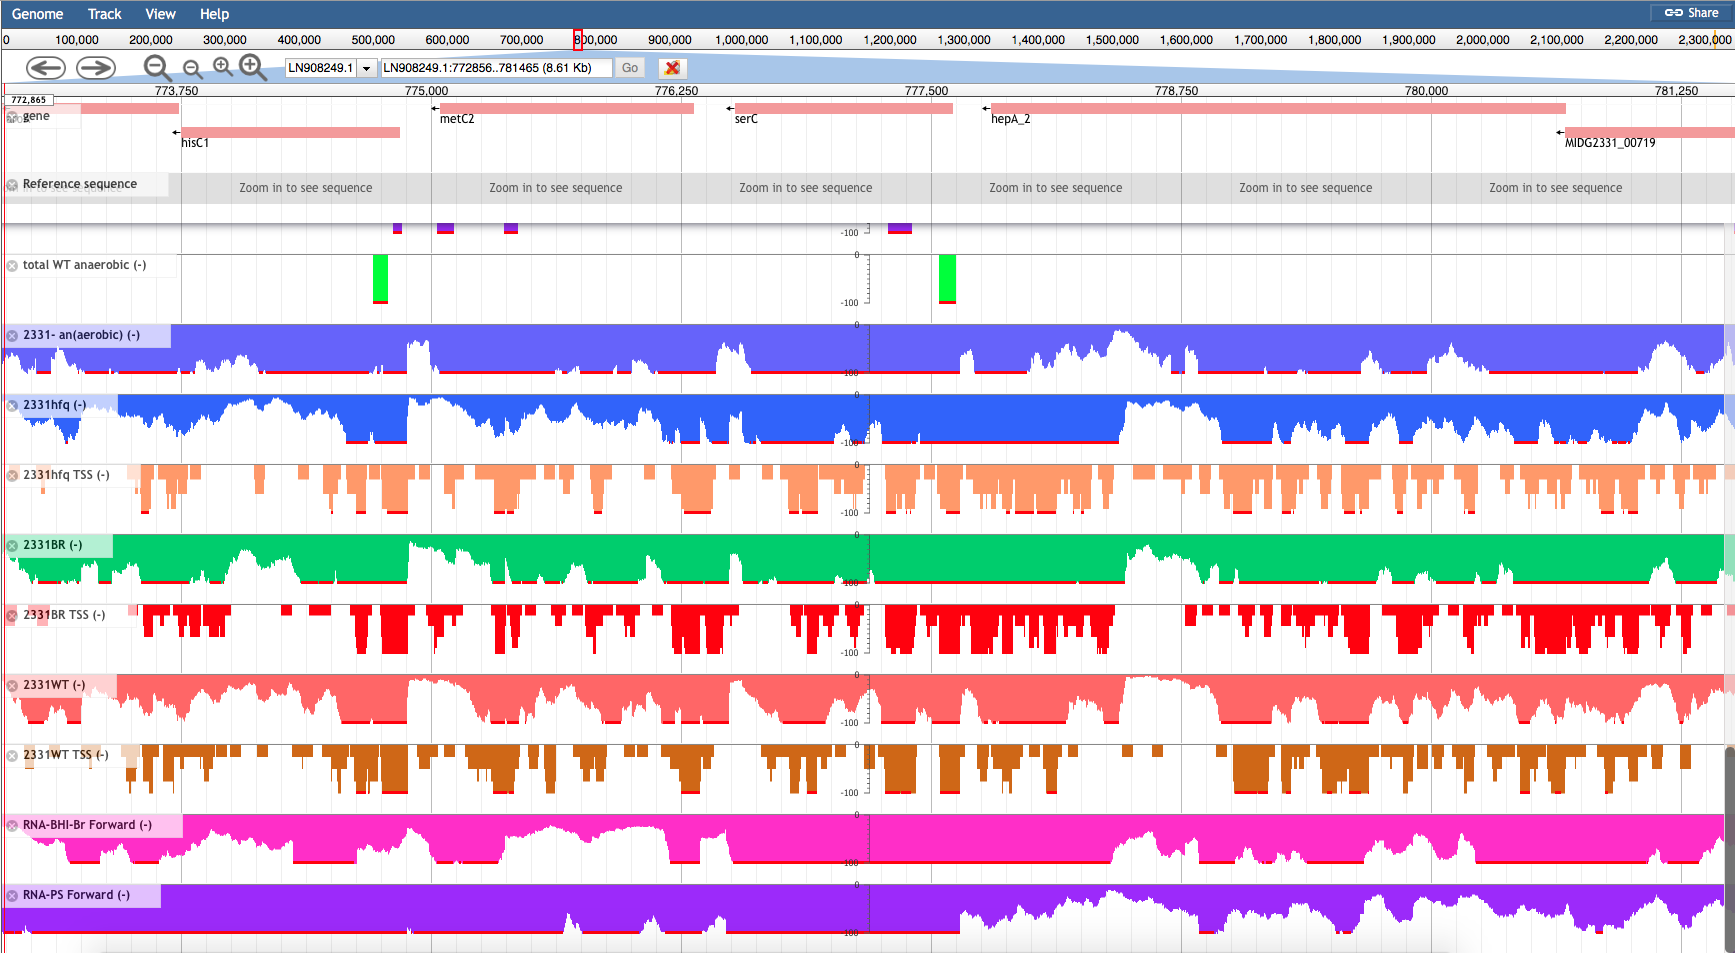 Genome Track View Help Share
0 100,000 200,000 300,000 400,000 500,000 600,000 700,000 800,000 900,000 1,000,000 1,100,000 1,200,000 1,300,000 1,400,000 1,500,000 1,600,000 1,700,000 1,800,000 1,900,000 2,000,000 2,100,000 2,200,000 2,300,000
LN908249.1 LN908249.1:772856..781465 (8.61 Kb) Go
773,750 775,000 776,250 777,500 778,750 780,000 781,250
772,865
gene
metC2 serC hepA_2
hisC1 MIDG2331_00719
Reference sequence
Zoom in to see sequence Zoom in to see sequence Zoom in to see sequence Zoom in to see sequence Zoom in to see sequence Zoom in to see sequence
-100
0
total WT anaerobic (-)
-100
0
2331- an(aerobic) (-)
-100
0
2331hfq (-)
-100
0
2331hfq TSS (-)
-100
0
2331BR (-)
-100
0
2331BR TSS (-)
-100
0
2331WT (-)
-100
0
2331WT TSS (-)
-100
0
RNA-BHI-Br Forward (-)
-100
0
RNA-PS Forward (-)
-100